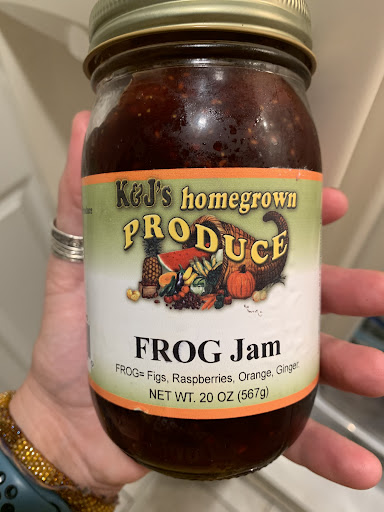 K&J's homegrown
PRODUCE
FROG Jam
FROG= Figs, Raspberries, Orange, Ginger.
NET WT. 20 OZ (567g)